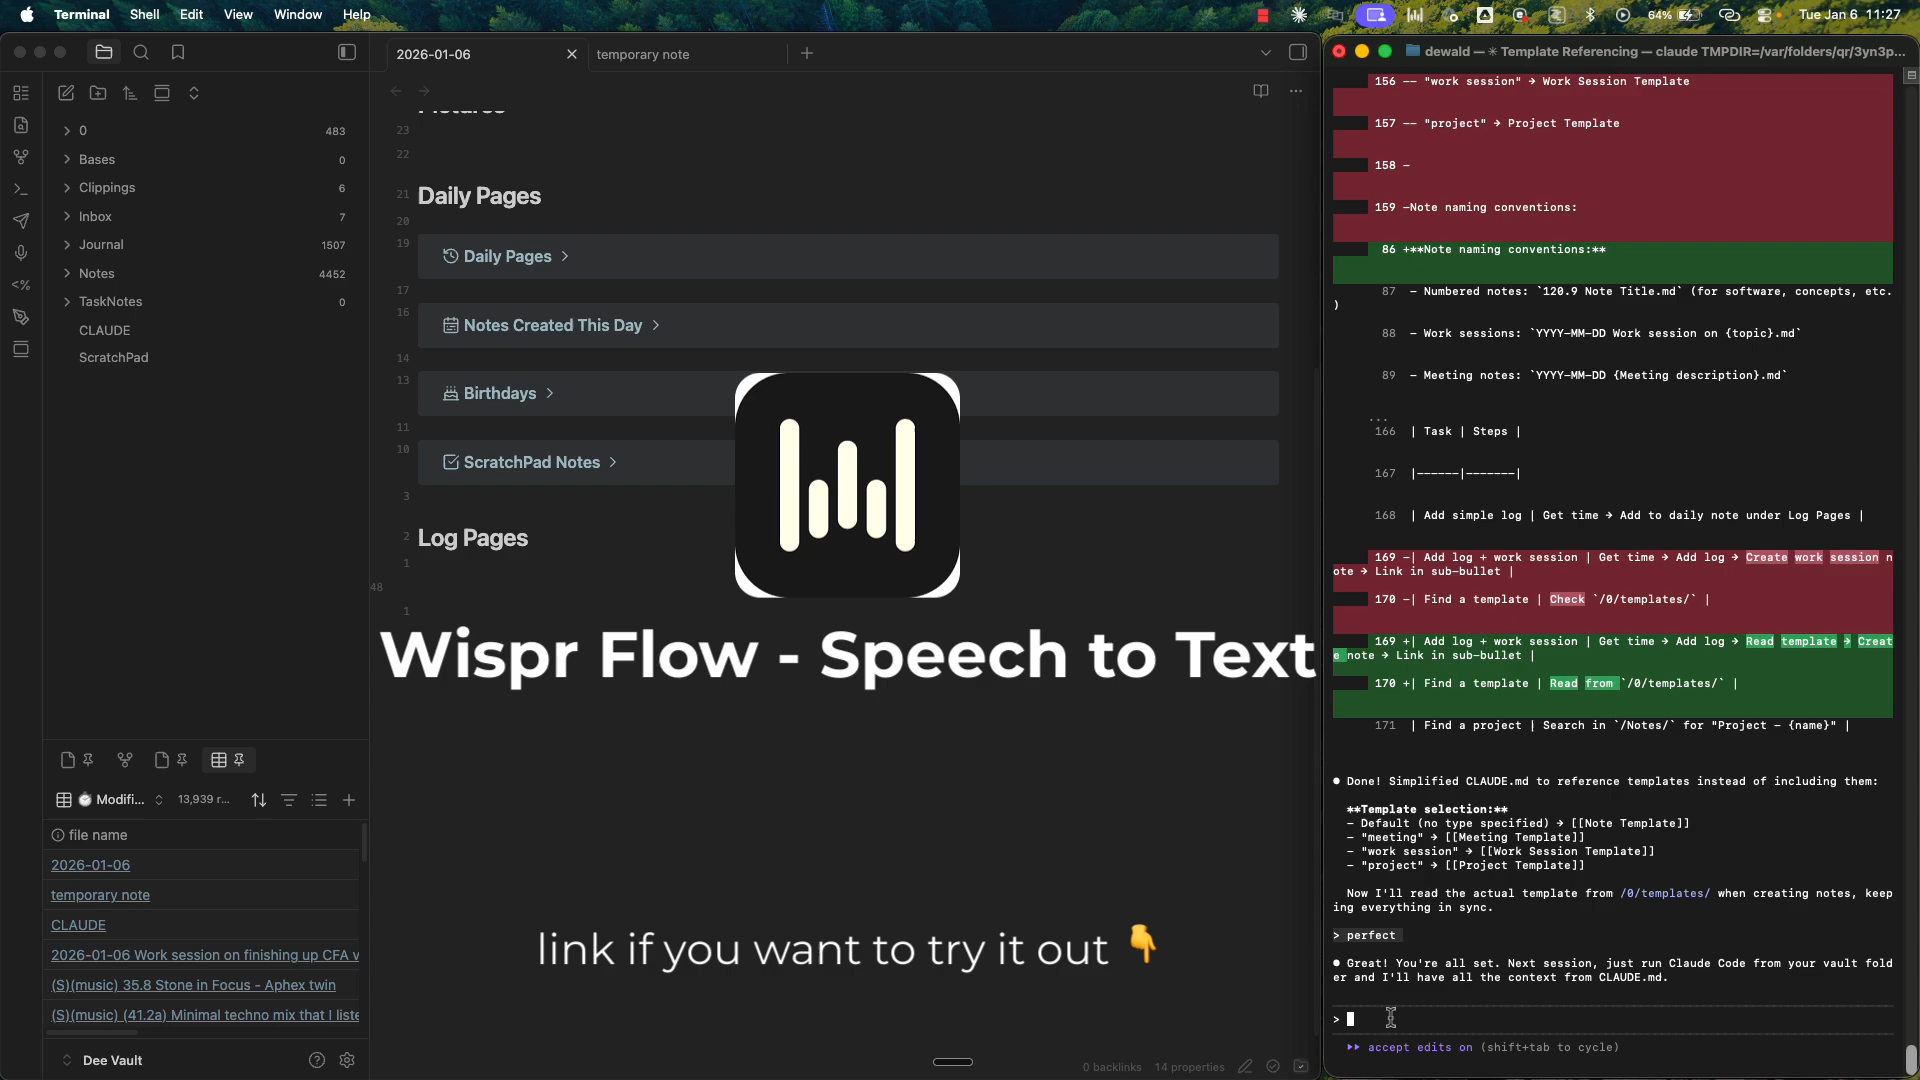 Terminal Shell Edit View Window Help
64% Tue Jan 6 11:27
2026-01-06
temporary note
0 483
Bases 0
Clippings 6
Inbox 7
Journal 1507
Notes 4452
TaskNotes 0
CLAUDE
ScratchPad
Modifi... 13,939 r...
file name
2026-01-06
temporary note
CLAUDE
2026-01-06 Work session on finishing up CFA v
(S)(music) 35.8 Stone in Focus - Aphex twin
(S)(music) (41.2a) Minimal techno mix that I liste
Dee Vault
23
22
21 Daily Pages
20
19 Daily Pages >
17
16 Notes Created This Day >
14
13 Birthdays >
11
10 ScratchPad Notes >
3
2 Log Pages
1
48
1
Wispr Flow - Speech to Text
link if you want to try it out 👇
0 backlinks 14 properties
dewald — ✳ Template Referencing — claude TMPDIR=/var/folders/qr/3yn3p...
156 -- "work session" → Work Session Template
157 -- "project" → Project Template
158 -
159 -Note naming conventions:
86 +**Note naming conventions:**
87 - Numbered notes: `120.9 Note Title.md` (for software, concepts, etc.
)
88 - Work sessions: `YYYY-MM-DD Work session on {topic}.md`
89 - Meeting notes: `YYYY-MM-DD {Meeting description}.md`
...
166 | Task | Steps |
167 |------|-------|
168 | Add simple log | Get time → Add to daily note under Log Pages |
169 -| Add log + work session | Get time → Add log → Create work session n
ote → Link in sub-bullet |
170 -| Find a template | Check `/0/templates/` |
169 +| Add log + work session | Get time → Add log → Read template → Creat
e note → Link in sub-bullet |
170 +| Find a template | Read from `/0/templates/` |
171 | Find a project | Search in `/Notes/` for "Project - {name}" |
● Done! Simplified CLAUDE.md to reference templates instead of including them:
**Template selection:**
- Default (no type specified) → [[Note Template]]
- "meeting" → [[Meeting Template]]
- "work session" → [[Work Session Template]]
- "project" → [[Project Template]]
Now I'll read the actual template from /0/templates/ when creating notes, keep
ing everything in sync.
> perfect
● Great! You're all set. Next session, just run Claude Code from your vault fold
er and I'll have all the context from CLAUDE.md.
>
⏵⏵ accept edits on (shift+tab to cycle)